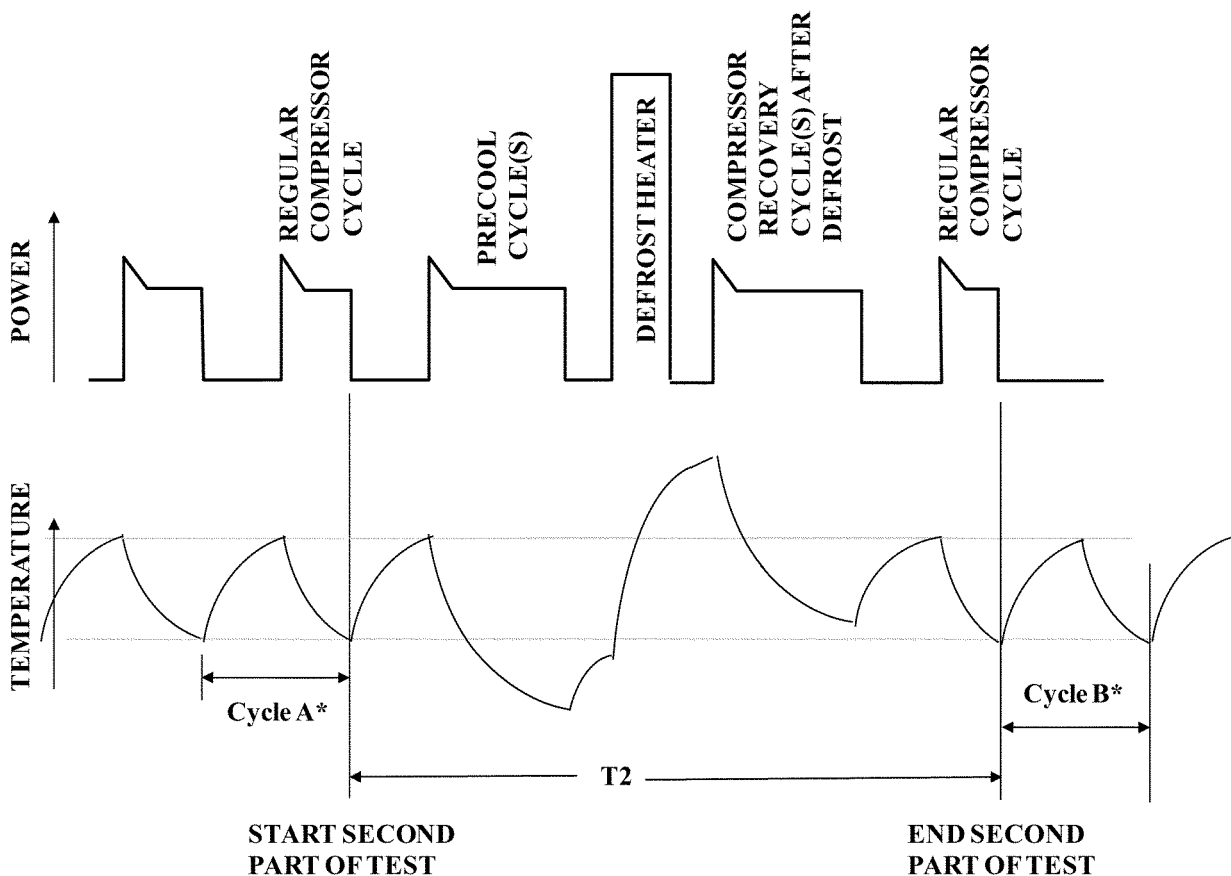 POWER
REGULAR
COMPRESSOR
CYCLE
PRECOOL
CYCLE(S)
DEFROST HEATER
COMPRESSOR
RECOVERY
CYCLE(S) AFTER
DEFROST
REGULAR
COMPRESSOR
CYCLE
TEMPERATURE
Cycle A*
Cycle B*
T2
START SECOND
PART OF TEST
END SECOND
PART OF TEST